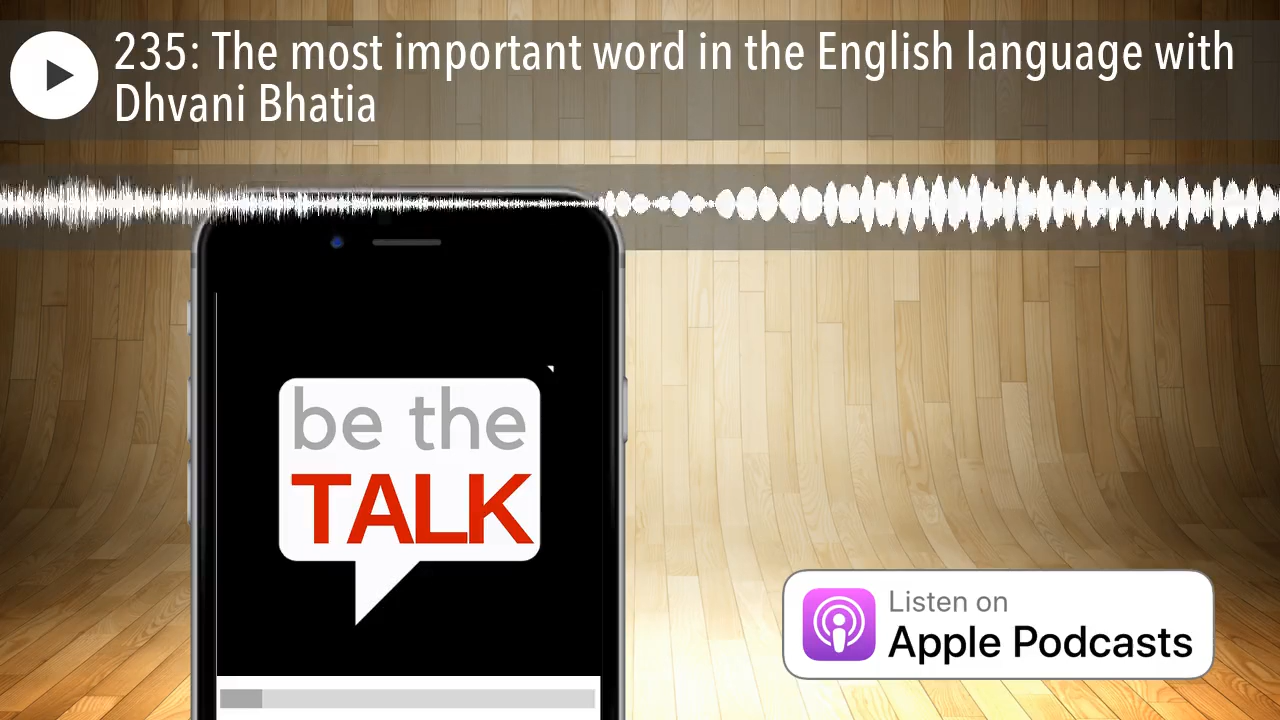 235: The most important word in the English language with
Dhvani Bhatia
be the
TALK
Listen on
Apple Podcasts